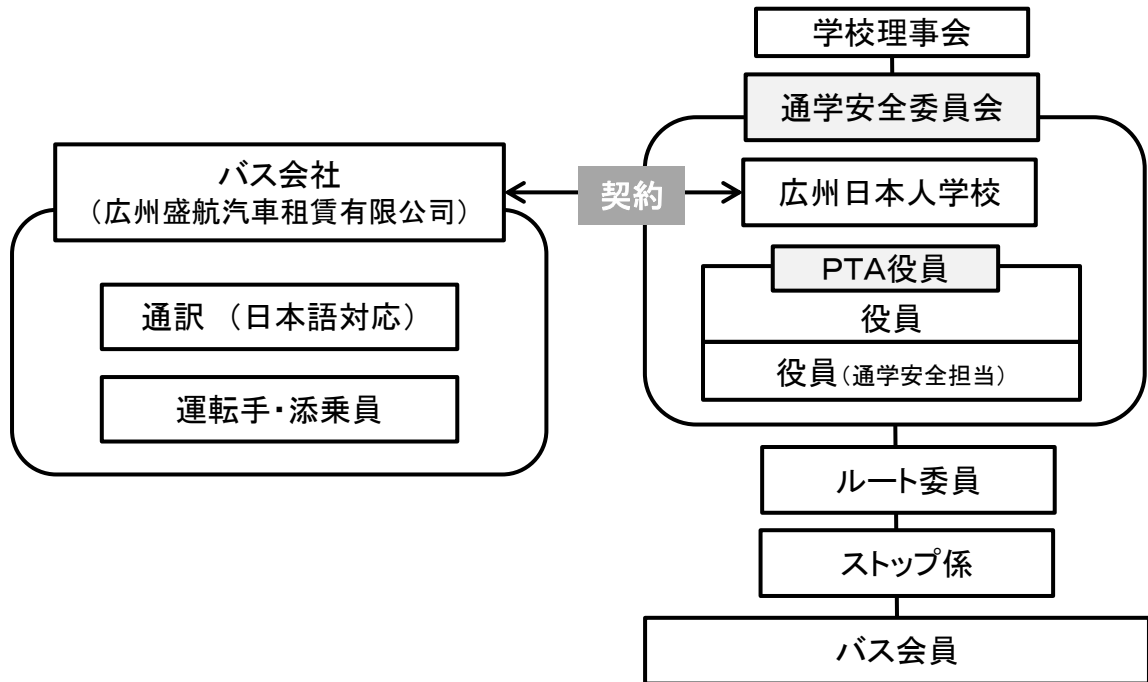 学校理事会
通学安全委員会
バス会社
（広州盛航汽車租賃有限公司）
契約
広州日本人学校
通訳 （日本語対応）
運転手・添乗員
PTA役員
役員
役員（通学安全担当）
ルート委員
ストップ係
バス会員